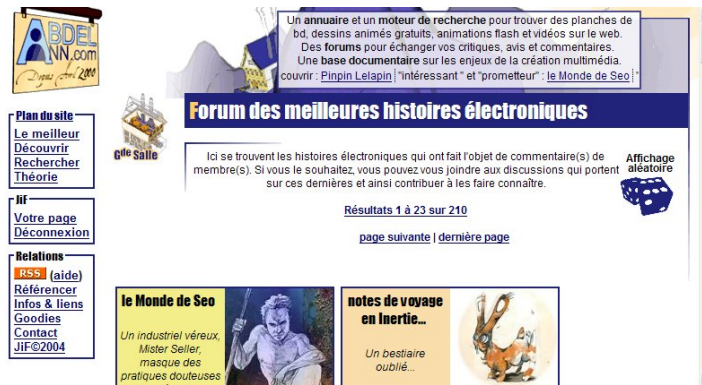 ABDEL
ANN.com
Depuis Avril 2000
Un annuaire et un moteur de recherche pour trouver des planches de
bd, dessins animés gratuits, animations flash et vidéos sur le web.
Des forums pour échanger vos critiques, avis et commentaires.
Une base documentaire sur les enjeux de la création multimédia.
couvrir : Pinpin Lelapin "intéressant " et "prometteur" : le Monde de Seo "
Plan du site
Le meilleur
Découvrir
Rechercher
Théorie
Jif
Votre page
Déconnexion
Relations
RSS (aide)
Référencer
Infos & liens
Goodies
Contact
JiF©2004
Gde Salle
Forum des meilleures histoires électroniques
Ici se trouvent les histoires électroniques qui ont fait l'objet de commentaire(s) de
membre(s). Si vous le souhaitez, vous pouvez vous joindre aux discussions qui portent
sur ces dernières et ainsi contribuer à les faire connaître.
Affichage
aléatoire
Résultats 1 à 23 sur 210
page suivante | dernière page
le Monde de Seo
Un industriel véreux,
Mister Seller,
masque des
pratiques douteuses
notes de voyage
en Inertie...
Un bestiaire
oublié...